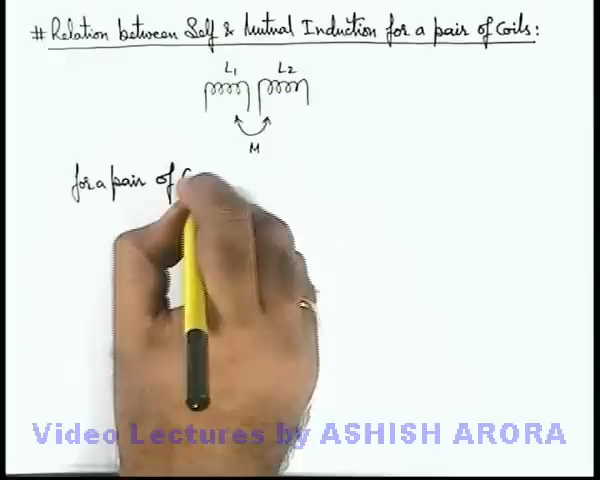 # Relation between Self & Mutual Induction for a pair of Coils:
L1 L2
M
for a pair of C
Video Lectures by ASHISH ARORA